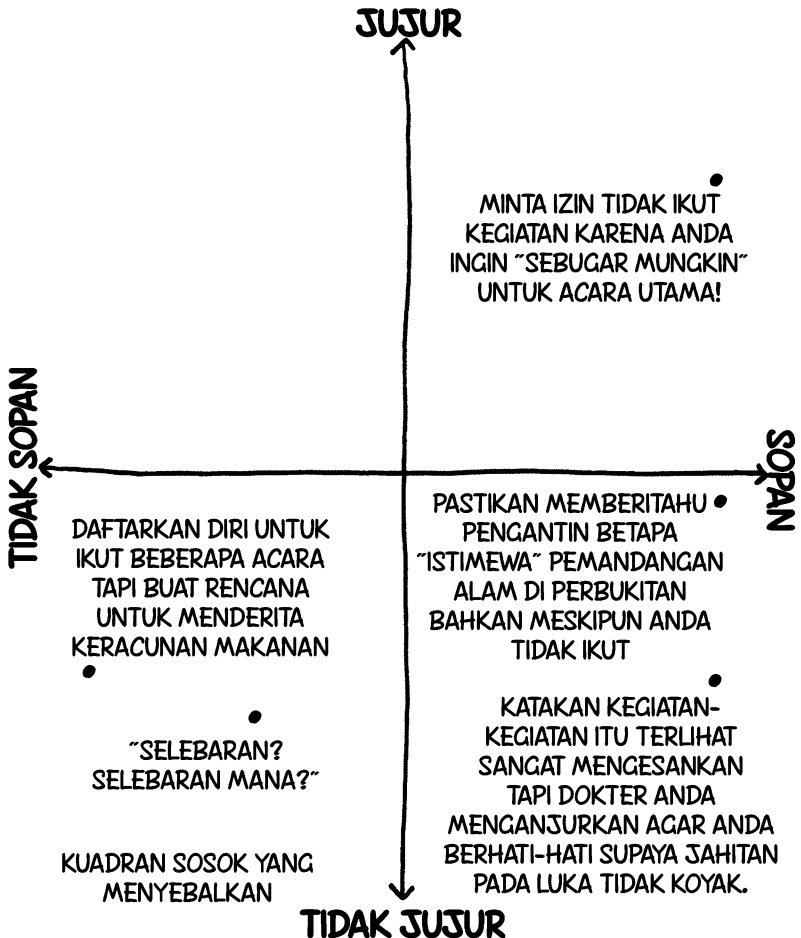 JUJUR
MINTA IZIN TIDAK IKUT
KEGIATAN KARENA ANDA
INGIN "SEBUGAR MUNGKIN"
UNTUK ACARA UTAMA!
TIDAK SOPAN
SOPAN
DAFTARKAN DIRI UNTUK
IKUT BEBERAPA ACARA
TAPI BUAT RENCANA
UNTUK MENDERITA
KERACUNAN MAKANAN
PASTIKAN MEMBERITAHU
PENGANTIN BETAPA
"ISTIMEWA" PEMANDANGAN
ALAM DI PERBUKITAN
BAHKAN MESKIPUN ANDA
TIDAK IKUT
"SELEBARAN?
SELEBARAN MANA?"
KATAKAN KEGIATAN-
KEGIATAN ITU TERLIHAT
SANGAT MENGESANKAN
TAPI DOKTER ANDA
MENGANJURKAN AGAR ANDA
BERHATI-HATI SUPAYA JAHITAN
PADA LUKA TIDAK KOYAK.
KUADRAN SOSOK YANG
MENYEBALKAN
TIDAK JUJUR